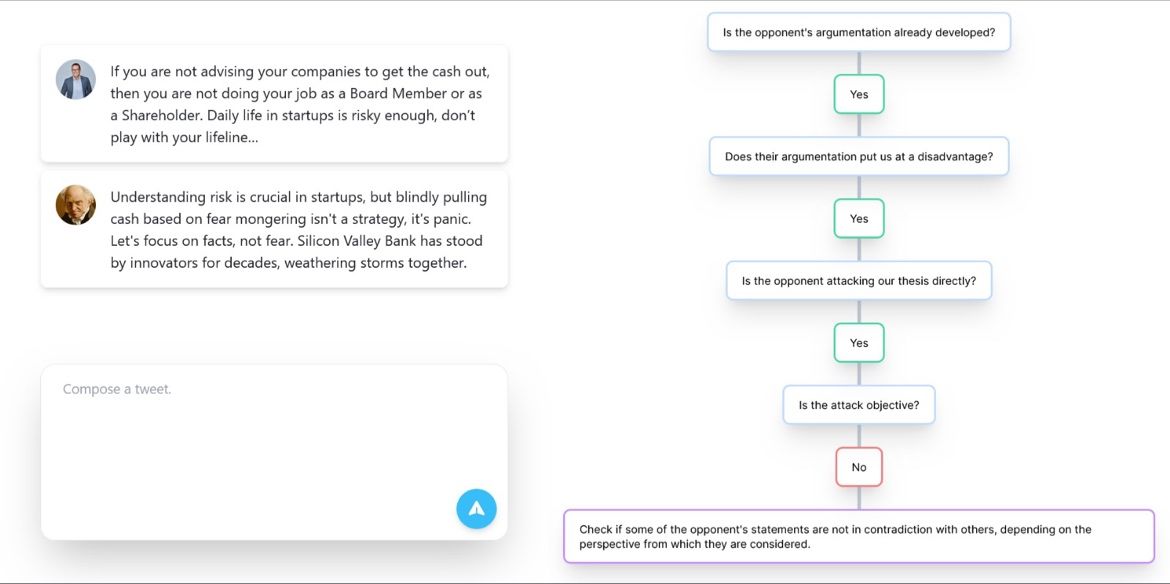 If you are not advising your companies to get the cash out,
then you are not doing your job as a Board Member or as
a Shareholder. Daily life in startups is risky enough, don’t
play with your lifeline...
Understanding risk is crucial in startups, but blindly pulling
cash based on fear mongering isn't a strategy, it's panic.
Let's focus on facts, not fear. Silicon Valley Bank has stood
by innovators for decades, weathering storms together.
Compose a tweet.
Is the opponent's argumentation already developed?
Yes
Does their argumentation put us at a disadvantage?
Yes
Is the opponent attacking our thesis directly?
Yes
Is the attack objective?
No
Check if some of the opponent's statements are not in contradiction with others, depending on the
perspective from which they are considered.